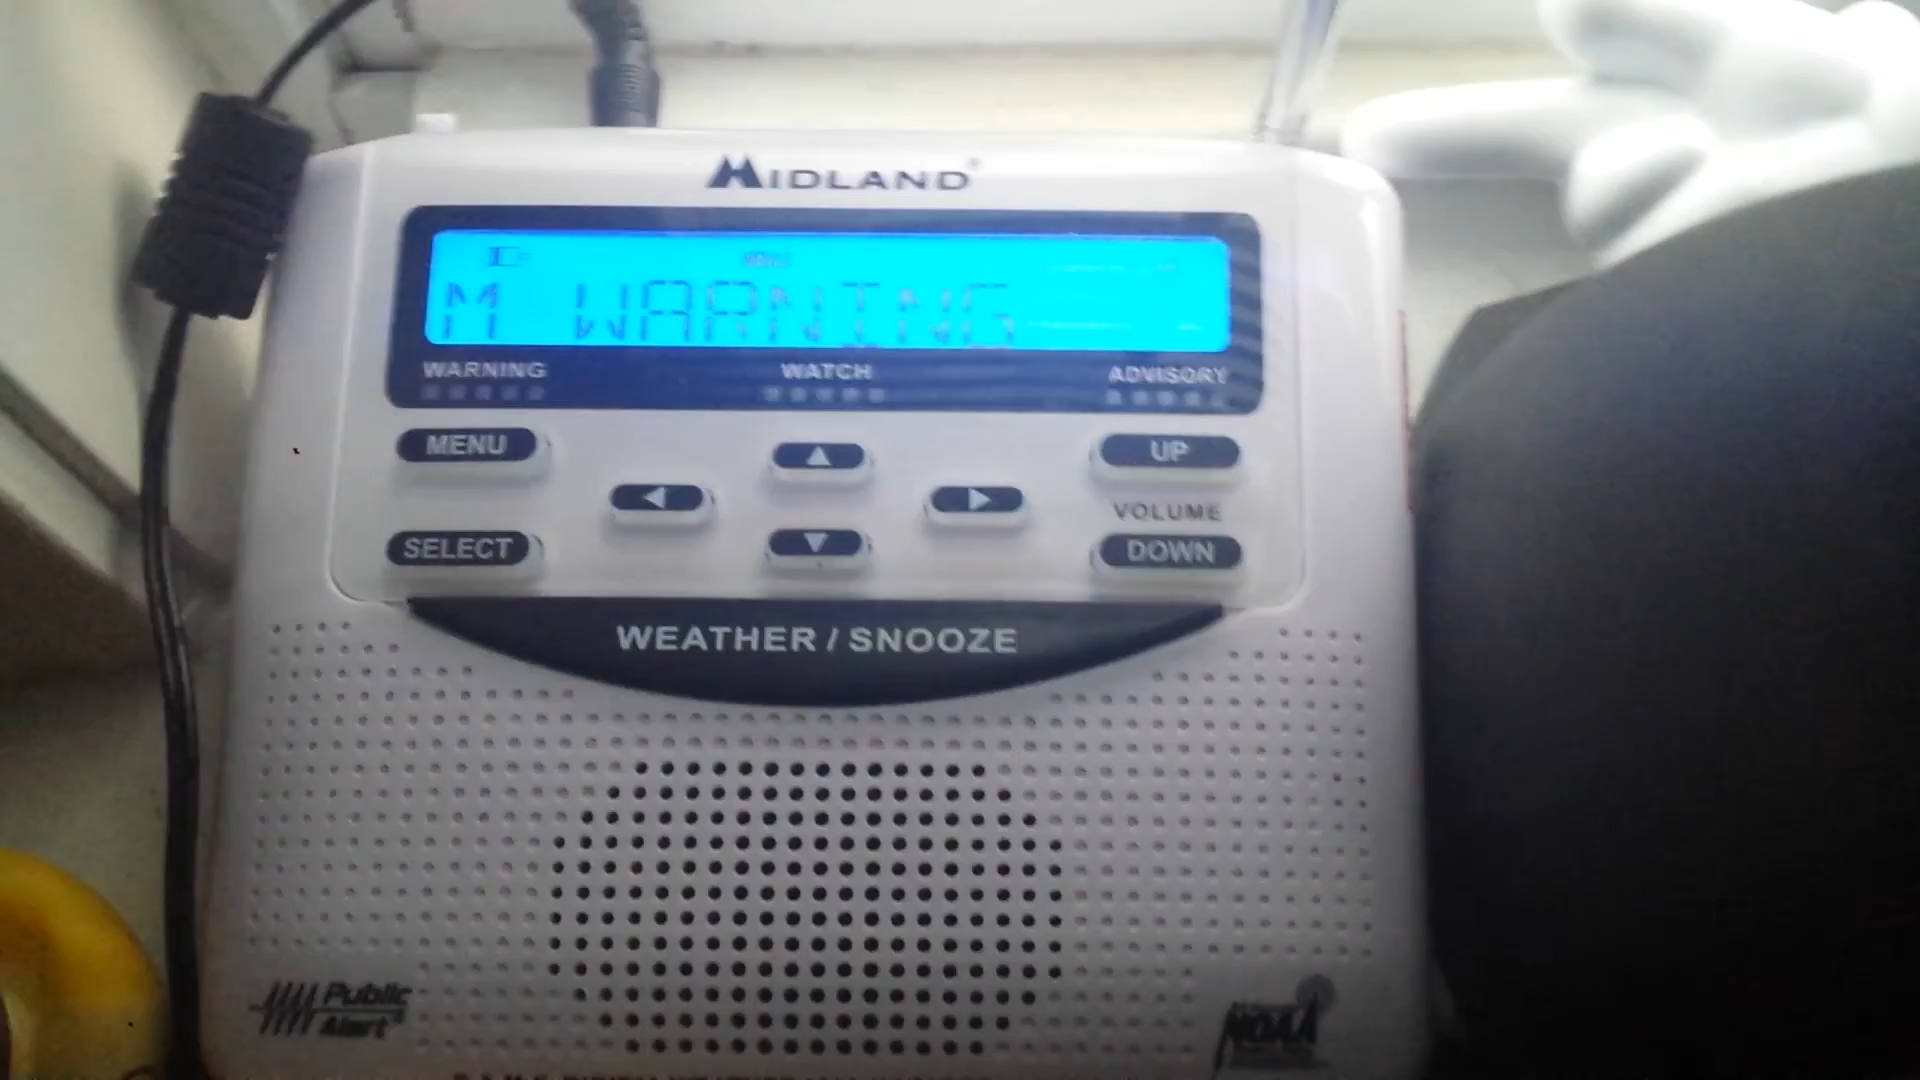 MIDLAND
M WARNING
WARNING WATCH ADVISORY
MENU UP
VOLUME
SELECT DOWN
WEATHER / SNOOZE
Public
Alert
NOAA